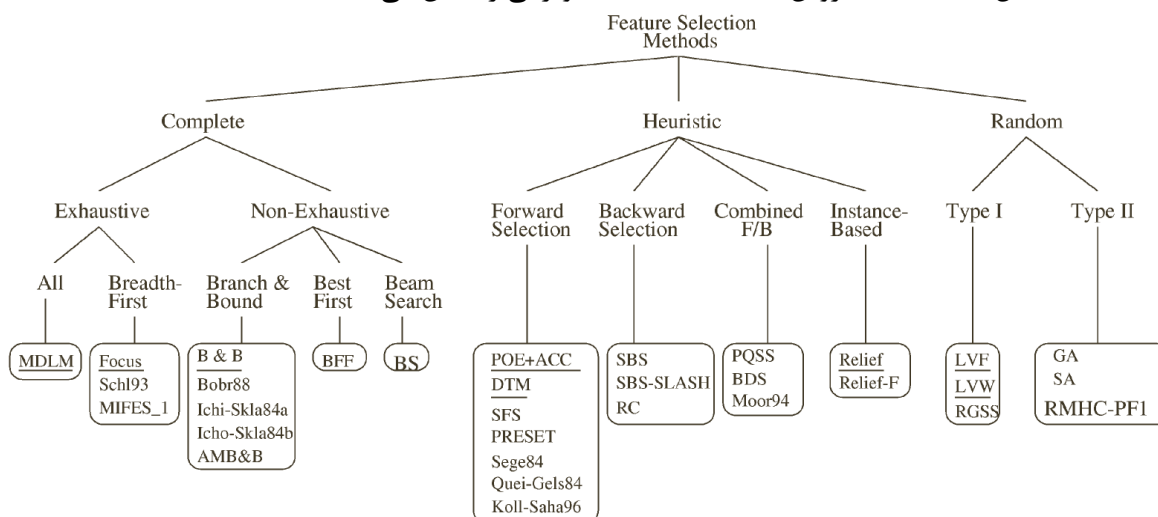 Feature Selection
Methods
Complete
Heuristic
Random
Exhaustive
Non-Exhaustive
Forward
Selection
Backward
Selection
Combined
F/B
Instance-
Based
Type I
Type II
All
Breadth-
First
Branch &
Bound
Best
First
Beam
Search
MDLM
Focus
Schl93
MIFES_1
B & B
Bobr88
Ichi-Skla84a
Icho-Skla84b
AMB&B
BFF
BS
POE+ACC
DTM
SFS
PRESET
Sege84
Quei-Gels84
Koll-Saha96
SBS
SBS-SLASH
RC
PQSS
BDS
Moor94
Relief
Relief-F
LVF
LVW
RGSS
GA
SA
RMHC-PF1